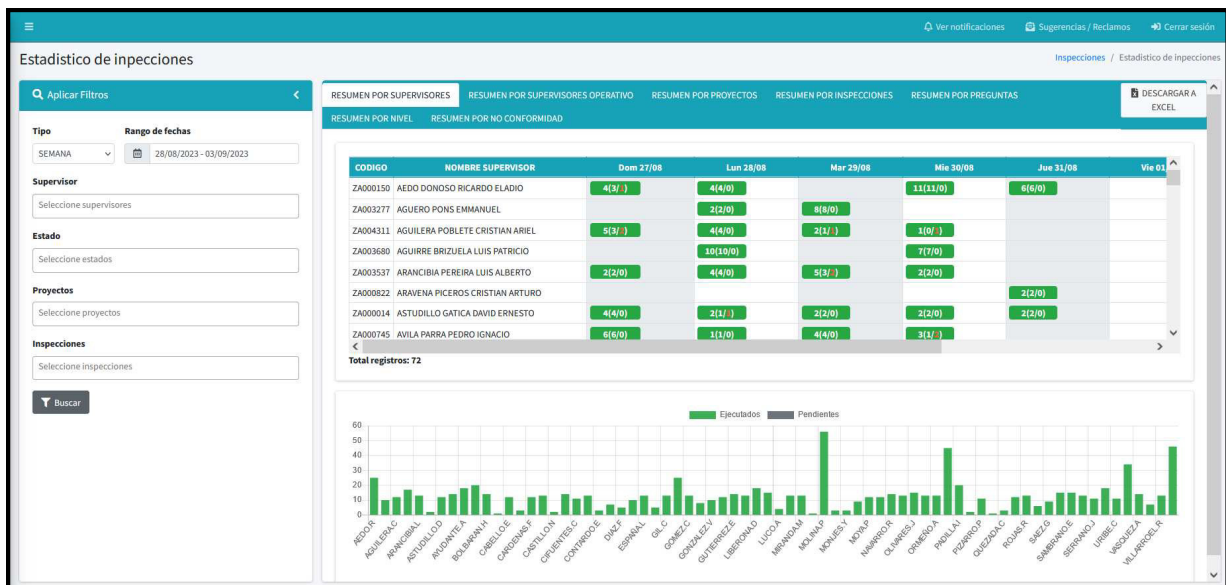 Ver notificaciones Sugerencias / Reclamos Cerrar sesión
Estadistico de inpecciones
Inspecciones / Estadistico de inpecciones
Aplicar Filtros
Tipo Rango de fechas
SEMANA 28/08/2023 - 03/09/2023
Supervisor
Seleccione supervisores
Estado
Seleccione estados
Proyectos
Seleccione proyectos
Inspecciones
Seleccione inspecciones
Buscar
RESUMEN POR SUPERVISORES RESUMEN POR SUPERVISORES OPERATIVO RESUMEN POR PROYECTOS RESUMEN POR INSPECCIONES RESUMEN POR PREGUNTAS
RESUMEN POR NIVEL RESUMEN POR NO CONFORMIDAD
DESCARGAR A
EXCEL
CODIGO NOMBRE SUPERVISOR Dom 27/08 Lun 28/08 Mar 29/08 Mie 30/08 Jue 31/08 Vie 01
ZA000150 AEDO DONOSO RICARDO ELADIO 4(3/1) 4(4/0) 11(11/0) 6(6/0)
ZA003277 AGUERO PONS EMMANUEL 2(2/0) 8(8/0)
ZA004311 AGUILERA POBLETE CRISTIAN ARIEL 5(3/2) 4(4/0) 2(1/1) 1(0/1)
ZA003680 AGUIRRE BRIZUELA LUIS PATRICIO 10(10/0) 7(7/0)
ZA003537 ARANCIBIA PEREIRA LUIS ALBERTO 2(2/0) 4(4/0) 5(3/2) 2(2/0)
ZA000822 ARAVENA PICEROS CRISTIAN ARTURO 2(2/0)
ZA000014 ASTUDILLO GATICA DAVID ERNESTO 4(4/0) 2(1/1) 2(2/0) 2(2/0) 2(2/0)
ZA000745 AVILA PARRA PEDRO IGNACIO 6(6/0) 1(1/0) 4(4/0) 3(1/2)
Total registros: 72
Ejecutados Pendientes
60
50
40
30
20
10
0
AEDO.R AGUILERA.C ARANCIBIA.L ASTUDILLO.D AYUDANTE.A BOLBARAN.H CABELLO.E CARDENAS.F CASTILLO.N CIFUENTES.C CONTARDO.E DIAZ.F ESPAÑA.L GIL.C GOMEZ.C GONZALEZ.V GUTIERREZ.E LIBERONA.D LUCO.A MIRANDA.M MOLINA.P MONJES.Y MOYA.P NAVARRO.R OLIVARES.J ORMEÑO.A PADILLA.I PIZARRO.P QUEZADA.C ROJAS.R SAEZ.G SAMBRANO.E SERRANO.J URIBE.C VASQUEZ.A VILLARROEL.R